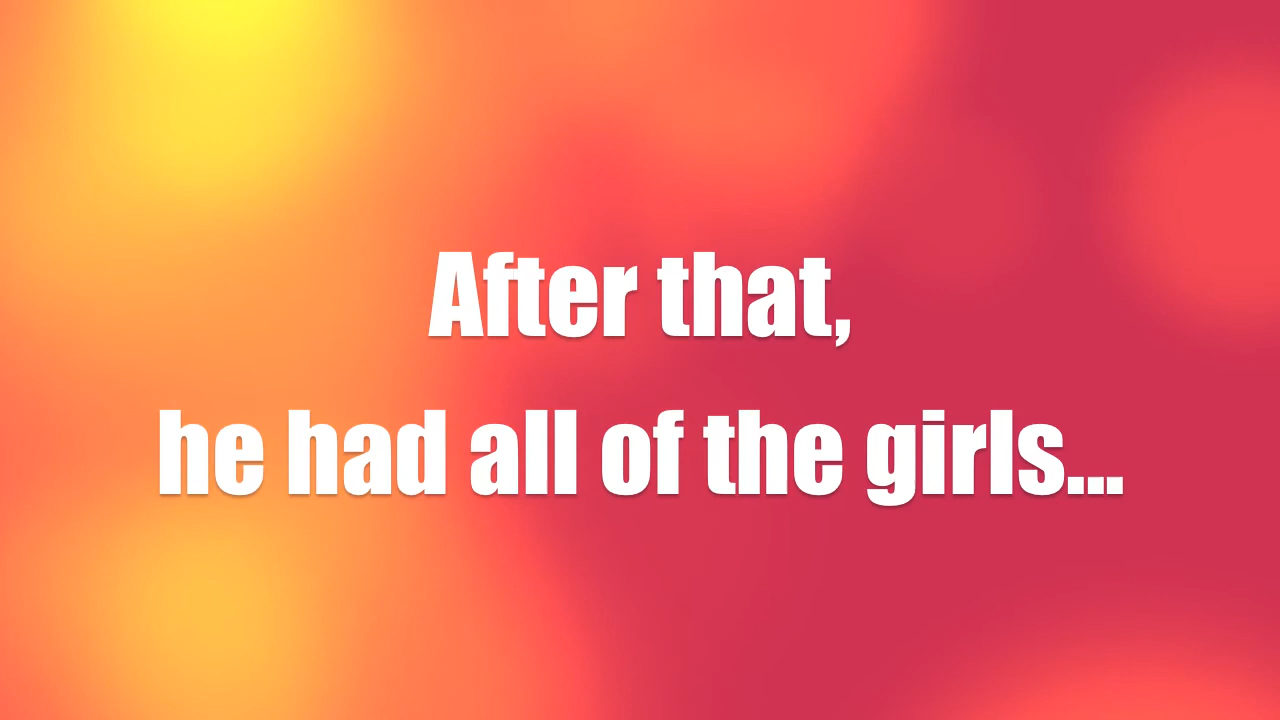 After that,
he had all of the girls...